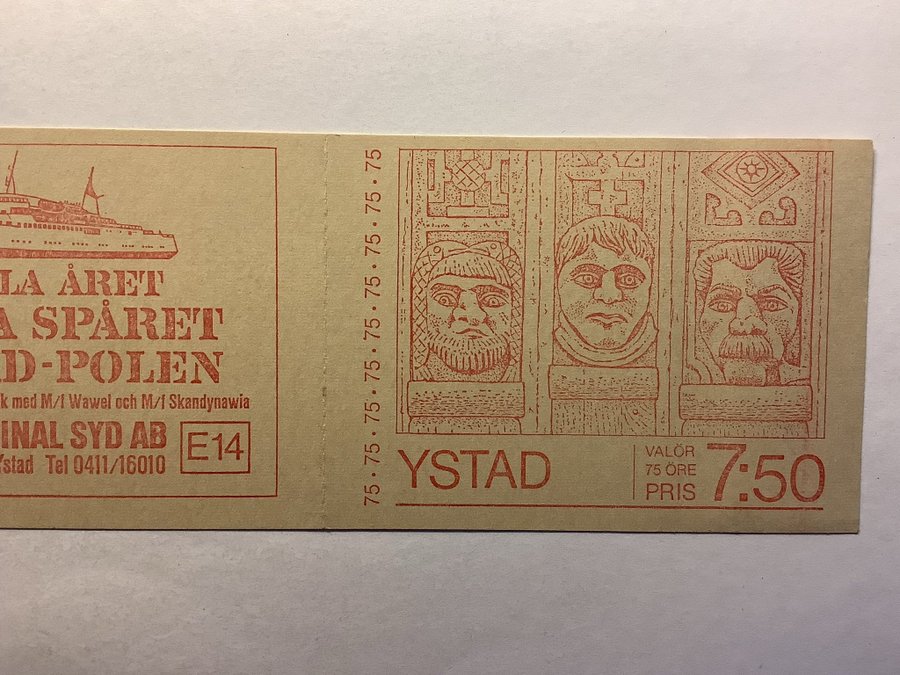 LA ÅRET
A SPÅRET
D-POLEN
k med M/f Wawel och M/f Skandynawia
INAL SYD AB
Ystad Tel 0411/16010
E14
75 • 75 • 75 • 75 • 75 • 75 • 75 • 75
YSTAD
VALÖR
75 ÖRE
PRIS 7:50